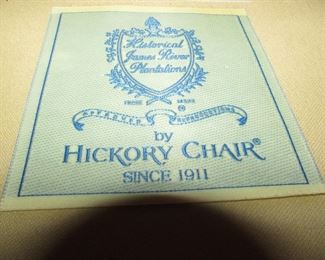 Historical
James River
Plantations
by
HICKORY CHAIR®
SINCE 1911